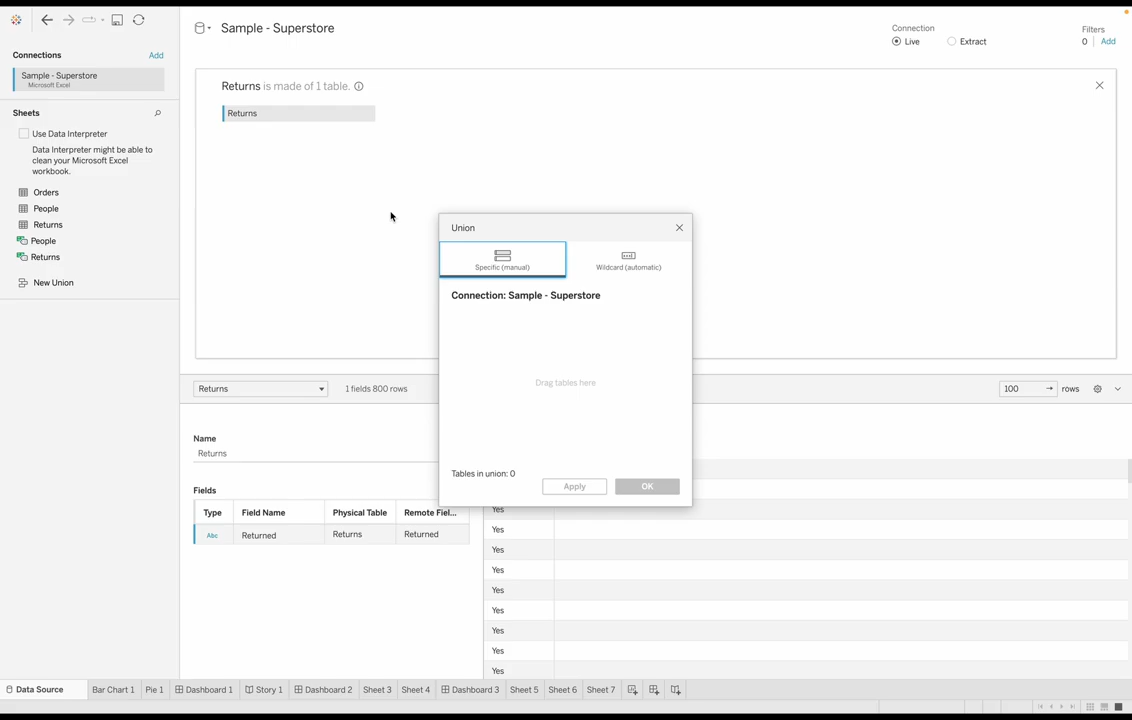 Sample - Superstore
Connection
Live
Extract
Filters
0
Add
Connections
Add
Sample - Superstore
Microsoft Excel
Sheets
Use Data Interpreter
Data Interpreter might be able to
clean your Microsoft Excel
workbook.
Orders
People
Returns
People
Returns
New Union
Returns is made of 1 table.
Returns
Union
Specific (manual)
Wildcard (automatic)
Connection: Sample - Superstore
Drag tables here
Tables in union: 0
Apply
OK
Returns
1 fields 800 rows
100
rows
Name
Returns
Fields
Type
Field Name
Physical Table
Remote Fiel...
Abc
Returned
Returns
Returned
Yes
Yes
Yes
Yes
Yes
Yes
Yes
Yes
Yes
Data Source
Bar Chart 1
Pie 1
Dashboard 1
Story 1
Dashboard 2
Sheet 3
Sheet 4
Dashboard 3
Sheet 5
Sheet 6
Sheet 7